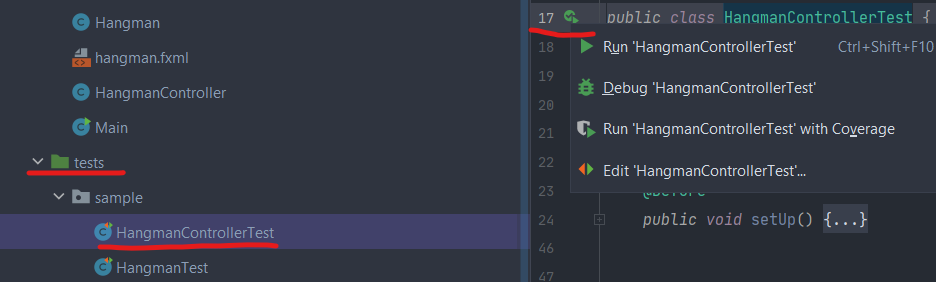 Hangman
hangman.fxml
HangmanController
Main
tests
sample
HangmanControllerTest
HangmanTest
17 public class HangmanControllerTest {
18 Run 'HangmanControllerTest' Ctrl+Shift+F10
19
20 Debug 'HangmanControllerTest'
21 Run 'HangmanControllerTest' with Coverage
22 Edit 'HangmanControllerTest'...
23 @Before
24 public void setUp() {...}
46
47